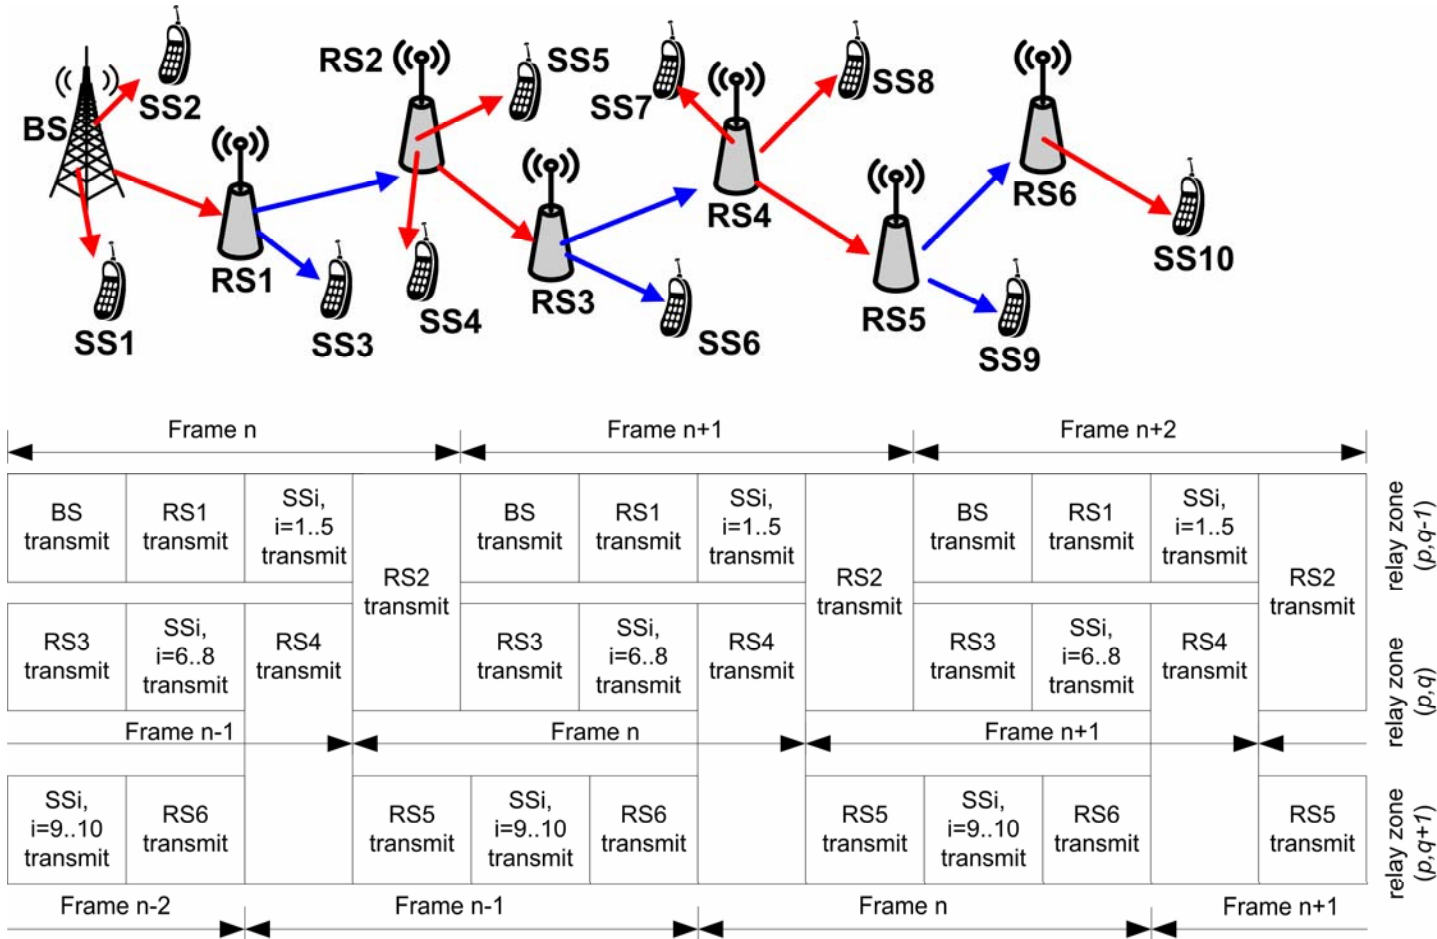 RS2
SS5
RS6
SS2
SS7
SS8
BS
RS4
RS6
RS1
SS10
RS3
SS4
RS5
SS1
SS3
SS6
SS9
Frame n
Frame n+1
Frame n+2
BS
transmit
RS1
transmit
SSi,
i=1..5
transmit
RS2
transmit
BS
transmit
RS1
transmit
SSi,
i=1..5
transmit
RS2
transmit
BS
transmit
RS1
transmit
SSi,
i=1..5
transmit
RS2
transmit
relay zone
(p,q-1)
RS3
transmit
SSi,
i=6..8
transmit
RS4
transmit
RS3
transmit
SSi,
i=6..8
transmit
RS4
transmit
RS3
transmit
SSi,
i=6..8
transmit
RS4
transmit
relay zone
(p,q)
Frame n-1
Frame n
Frame n+1
SSi,
i=9..10
transmit
RS6
transmit
RS5
transmit
SSi,
i=9..10
transmit
RS6
transmit
RS5
transmit
SSi,
i=9..10
transmit
RS6
transmit
RS5
transmit
relay zone
(p,q+1)
Frame n-2
Frame n-1
Frame n
Frame n+1